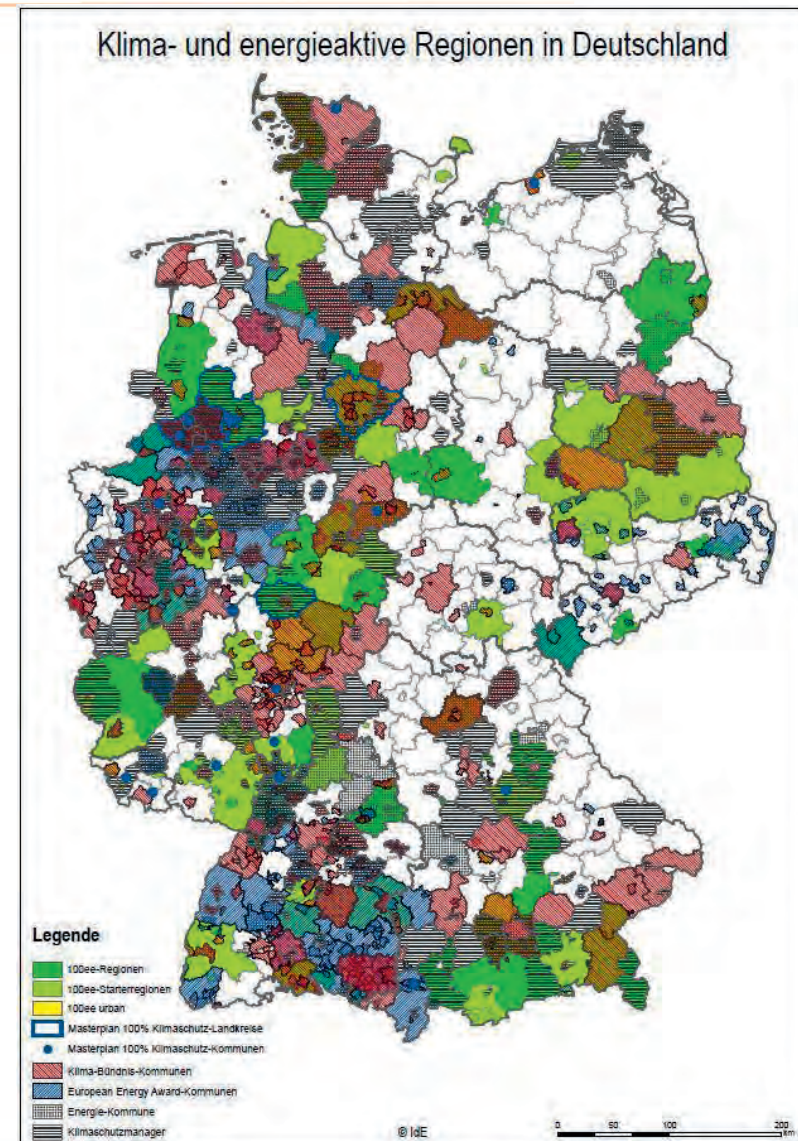 Klima- und energieaktive Regionen in Deutschland
Legende
100ee-Regionen
100ee-Starterregionen
100ee urban
Masterplan 100% Klimaschutz-Landkreise
Masterplan 100% Klimaschutz-Kommunen
Klima-Bündnis-Kommunen
European Energy Award-Kommunen
Energie-Kommune
Klimaschutzmanager
© IdE
0 50 100 200
km